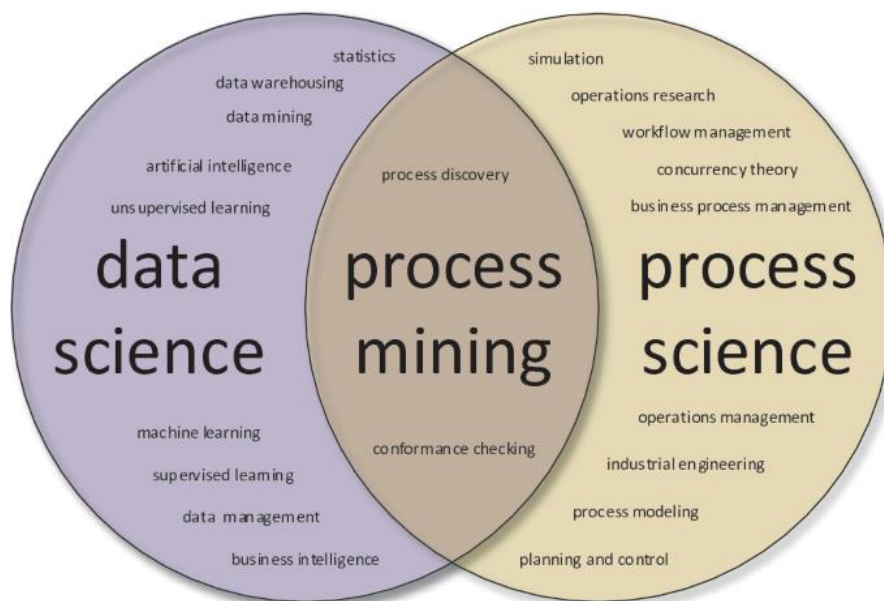 statistics
data warehousing
data mining
artificial intelligence
unsupervised learning
data
science
machine learning
supervised learning
data management
business intelligence
process discovery
process
mining
conformance checking
simulation
operations research
workflow management
concurrency theory
business process management
process
science
operations management
industrial engineering
process modeling
planning and control